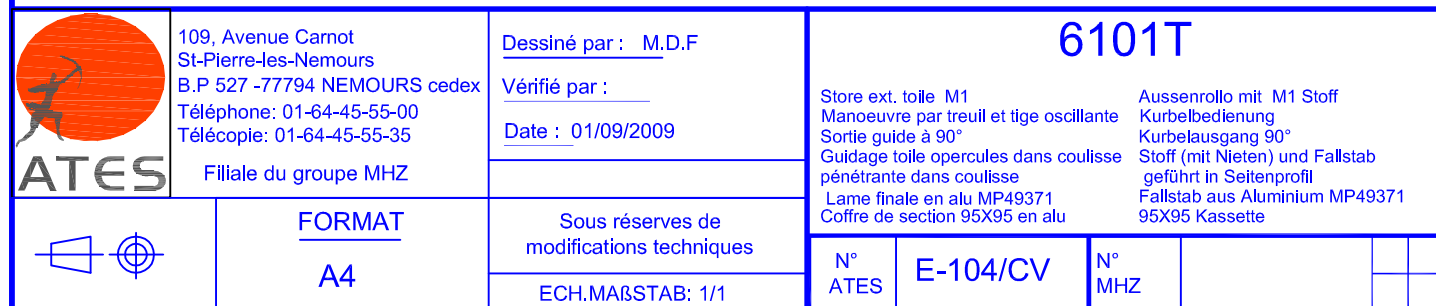 ATES
109, Avenue Carnot
St-Pierre-les-Nemours
B.P 527 -77794 NEMOURS cedex
Téléphone: 01-64-45-55-00
Télécopie: 01-64-45-55-35
Filiale du groupe MHZ
Dessiné par : M.D.F
Vérifié par :
Date : 01/09/2009
6101T
Store ext. toile M1
Manoeuvre par treuil et tige oscillante
Sortie guide à 90°
Guidage toile opercules dans coulisse
pénétrante dans coulisse
Lame finale en alu MP49371
Coffre de section 95X95 en alu
Aussenrollo mit M1 Stoff
Kurbelbedienung
Kurbelausgang 90°
Stoff (mit Nieten) und Fallstab
geführt in Seitenprofil
Fallstab aus Aluminium MP49371
95X95 Kassette
FORMAT
A4
Sous réserves de
modifications techniques
ECH.MAßSTAB: 1/1
N°
ATES
E-104/CV
N°
MHZ